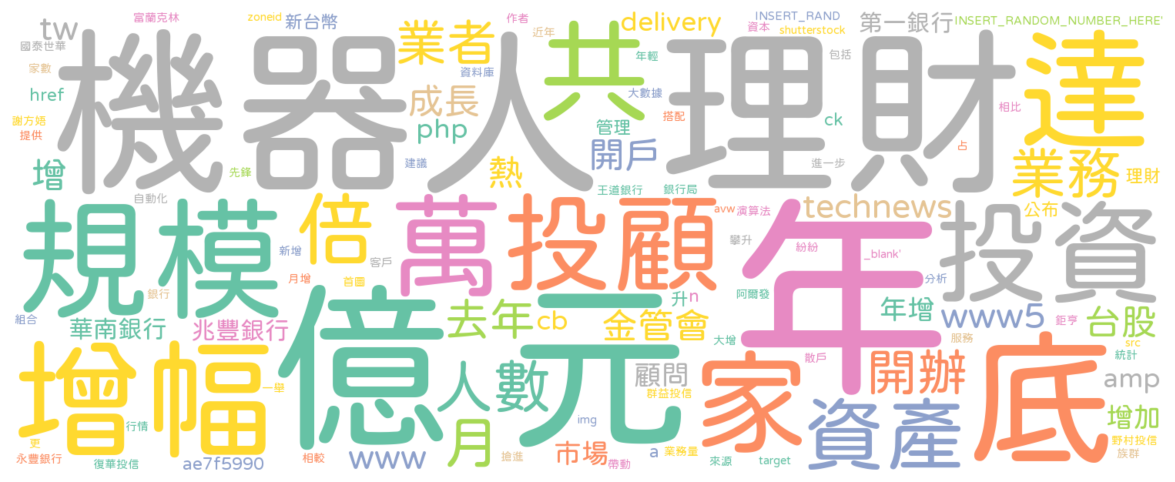 tw
富蘭克林
zoneid
新台幣
業者
作者
近年
delivery
INSERT_RAND
資本
shutterstock
第一銀行
INSERT_RANDOM_NUMBER_HERE'
國泰世華
家數
href
謝方娪
提供
機器人理財
成長
資料庫
php
共
年輕
大數據
管理
搭配
包括
ck
達
相比
占
業務
理財
增
先鋒
建議
熱
開戶
進一步
自動化
王道銀行
銀行局
avw
演算法
technews
公布
規模
倍
萬
投顧
年
投資
新增
客戶
月增
首圖
攀升
紛紛
_blank'
分析
組合
銀行
華南銀行
兆豐銀行
億元
去年
cb
升
n
金管會
阿爾發
大增
散戶
年增
www5
服務
鉅亨
台股
src
統計
增幅
一舉
人數
顧問
群益投信
家
開辦
底
amp
增加
行情
更
永豐銀行
復華投信
ae7f5990
相較
www
月
搶進
img
市場
帶動
a
業務量
來源
target
資產
野村投信
族群